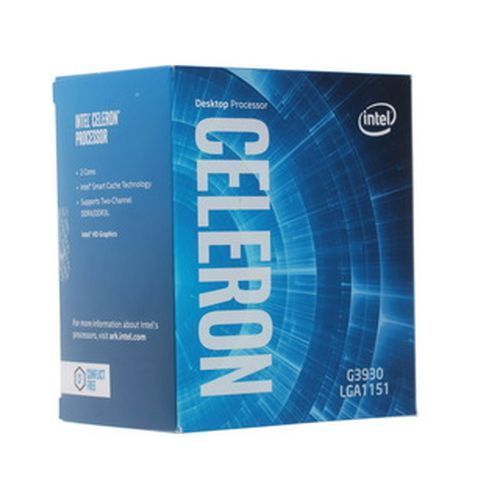 INTEL® CELERON®
PROCESSOR
• 2 Cores
• Intel® Smart Cache Technology
• Supports Two-Channel
DDR4/DDR3L
Intel® HD Graphics
For more information about Intel's
processors, visit ark.intel.com
CONFLICT
FREE
Desktop Processor
CELERON
intel
G3930
LGA1151